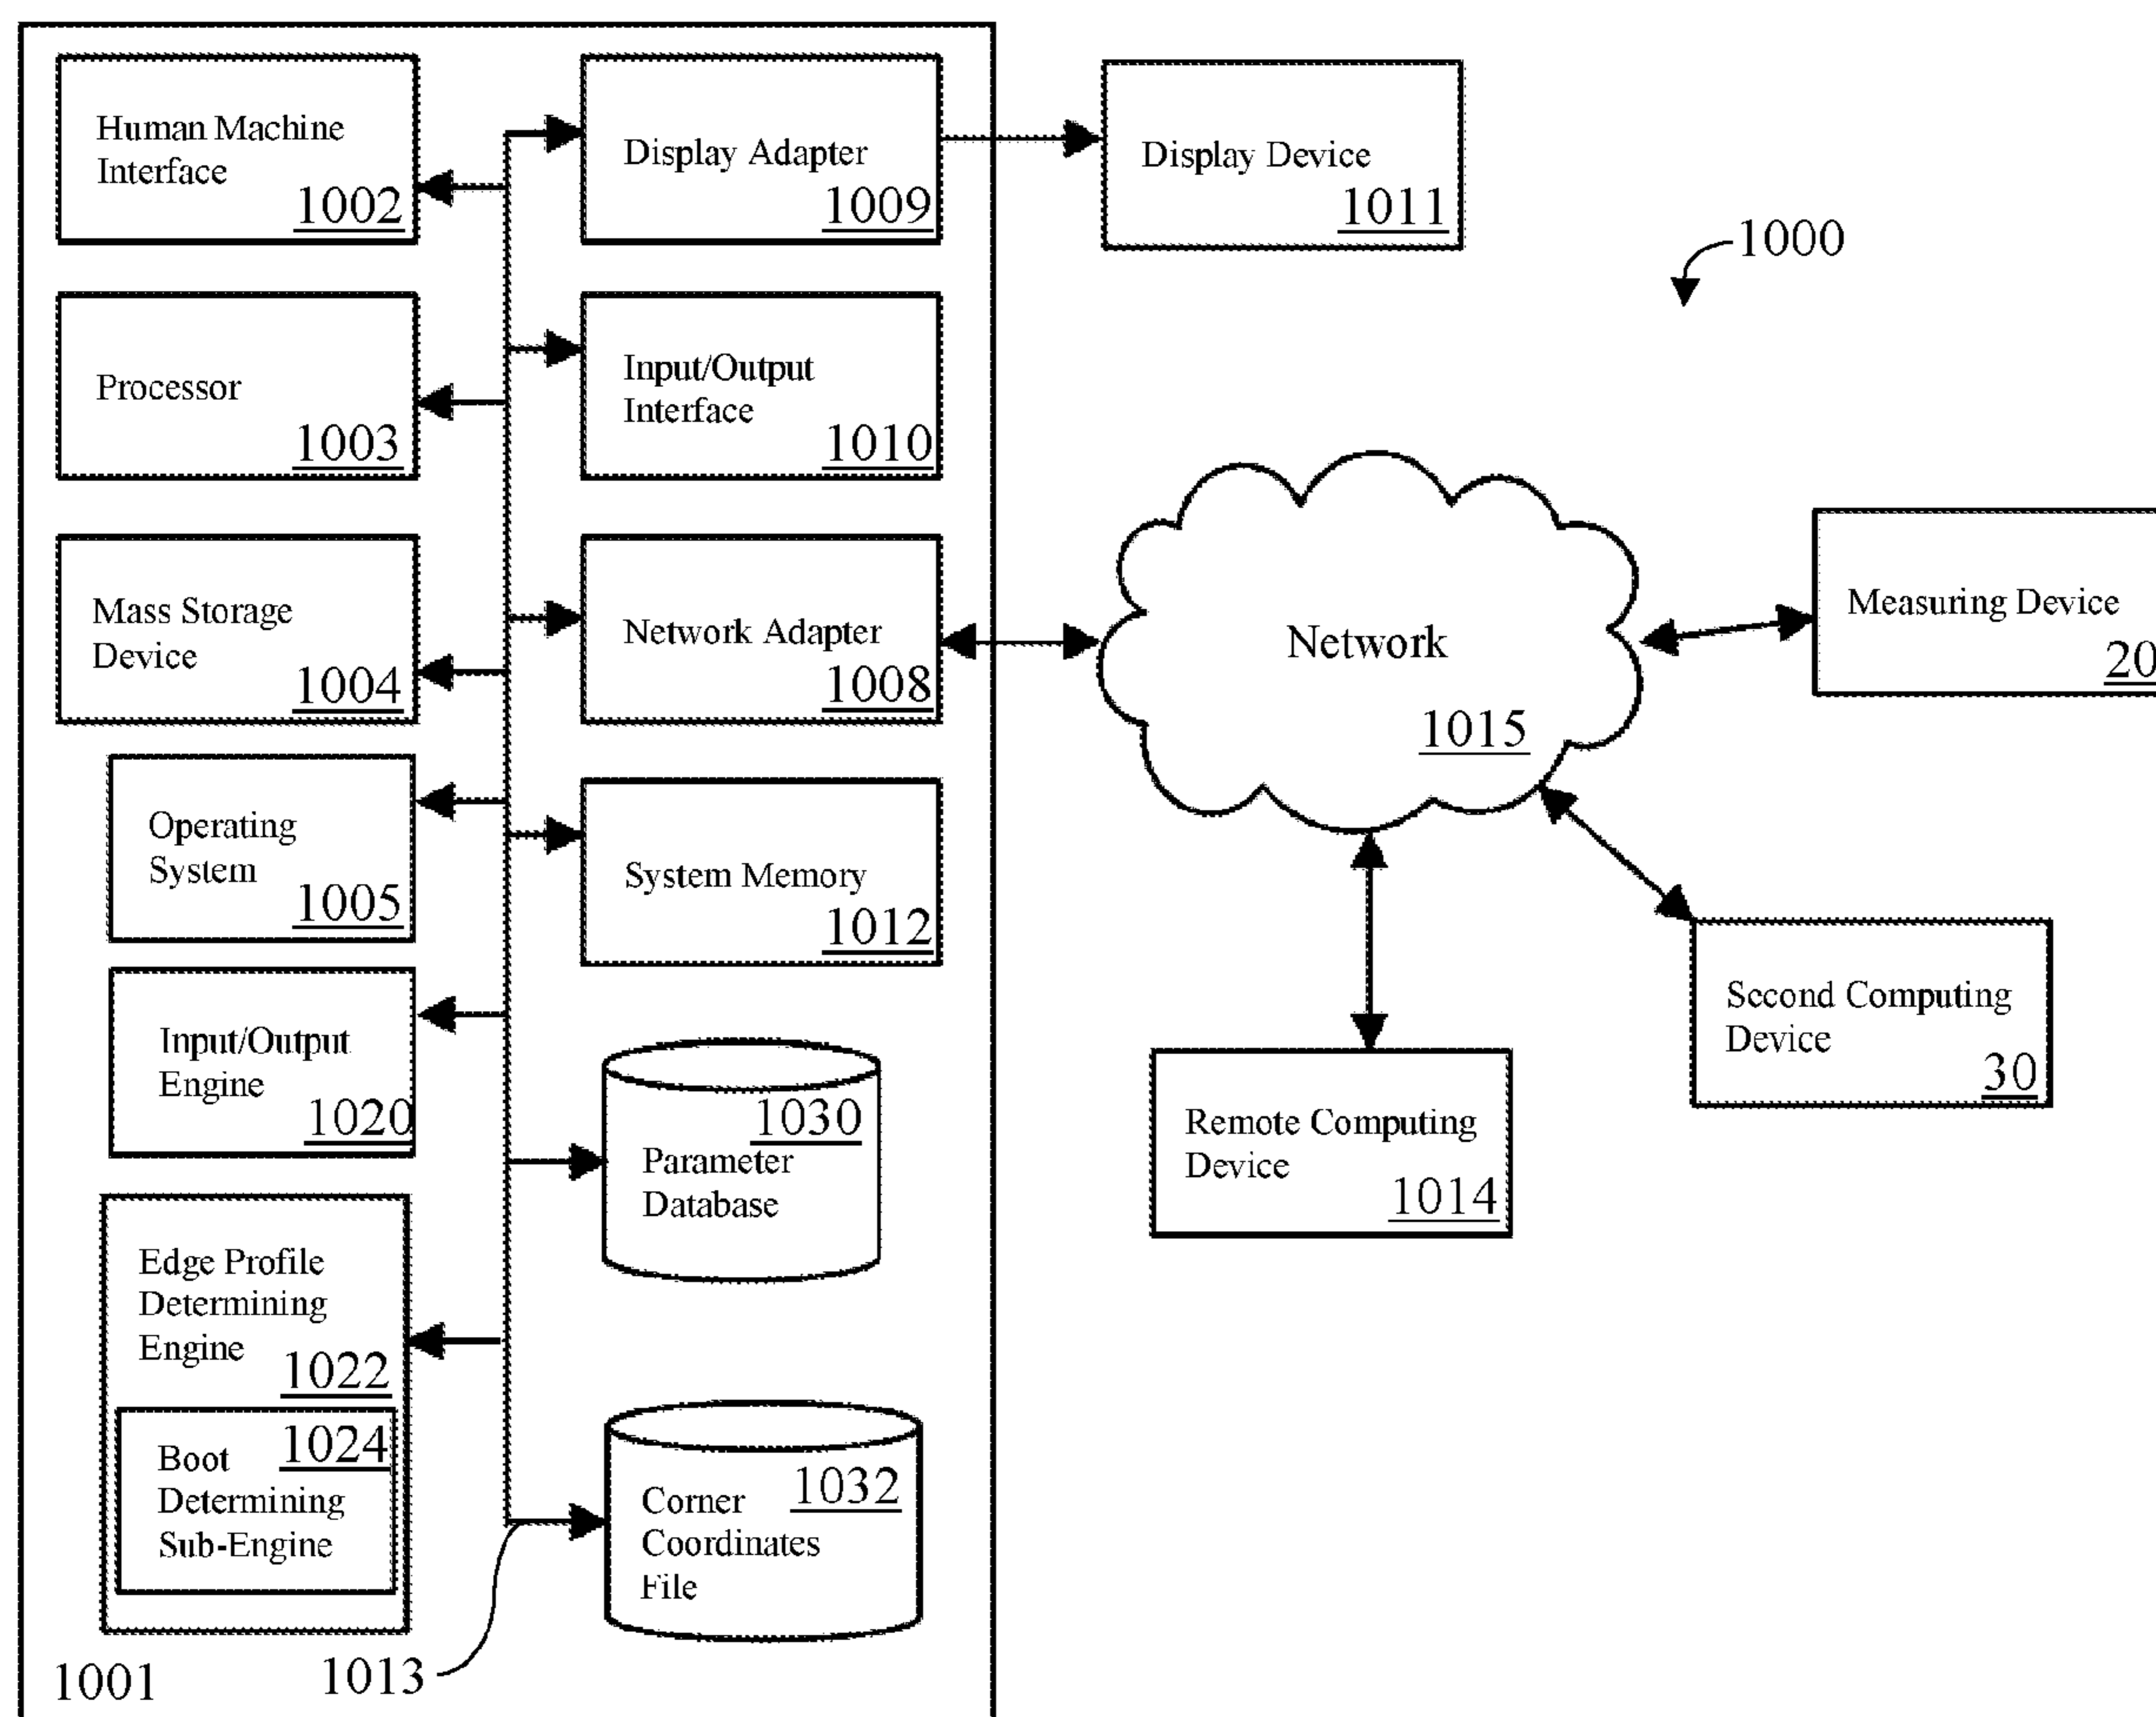 Human Machine
Interface
1002
Display Adapter
1009
Display Device
1011
1000
Processor
1003
Input/Output
Interface
1010
Mass Storage
Device
1004
Network Adapter
1008
Network
1015
Measuring Device
20
Operating
System
1005
System Memory
1012
Second Computing
Device
30
Input/Output
Engine
1020
1030
Parameter
Database
Remote Computing
Device
1014
Edge Profile
Determining
Engine
1022
1024
Boot
Determining
Sub-Engine
1032
Corner
Coordinates
File
1001
1013